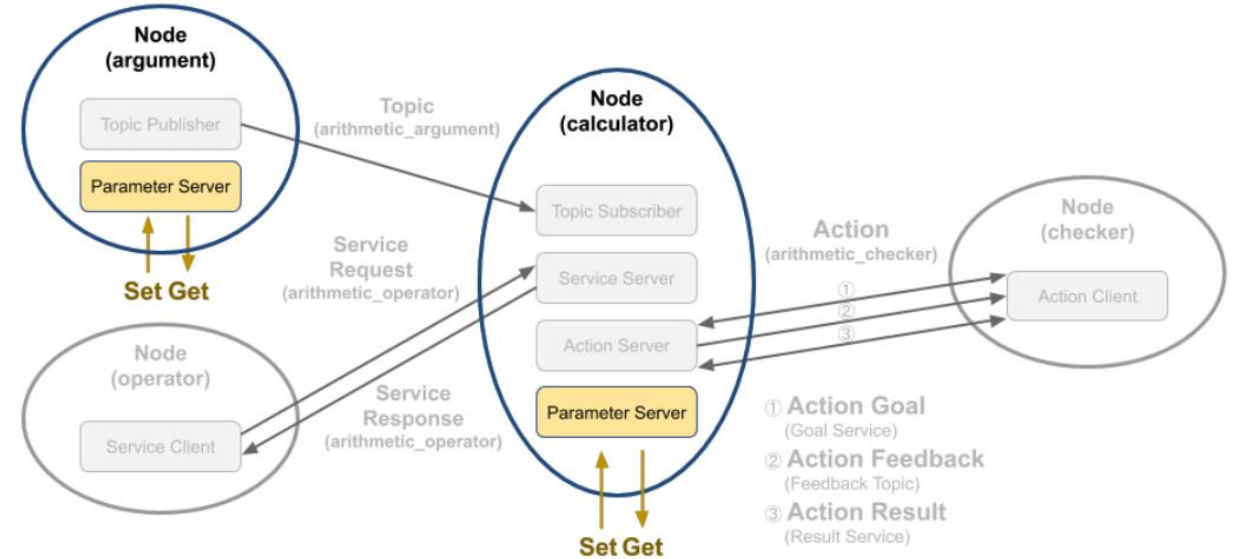 Node
(argument)
Topic Publisher
Parameter Server
Set Get
Topic
(arithmetic_argument)
Service
Request
(arithmetic_operator)
Node
(operator)
Service Client
Service
Response
(arithmetic_operator)
Node
(calculator)
Topic Subscriber
Service Server
Action Server
Parameter Server
Set Get
Action
(arithmetic_checker)
①
②
③
Node
(checker)
Action Client
① Action Goal
(Goal Service)
② Action Feedback
(Feedback Topic)
③ Action Result
(Result Service)